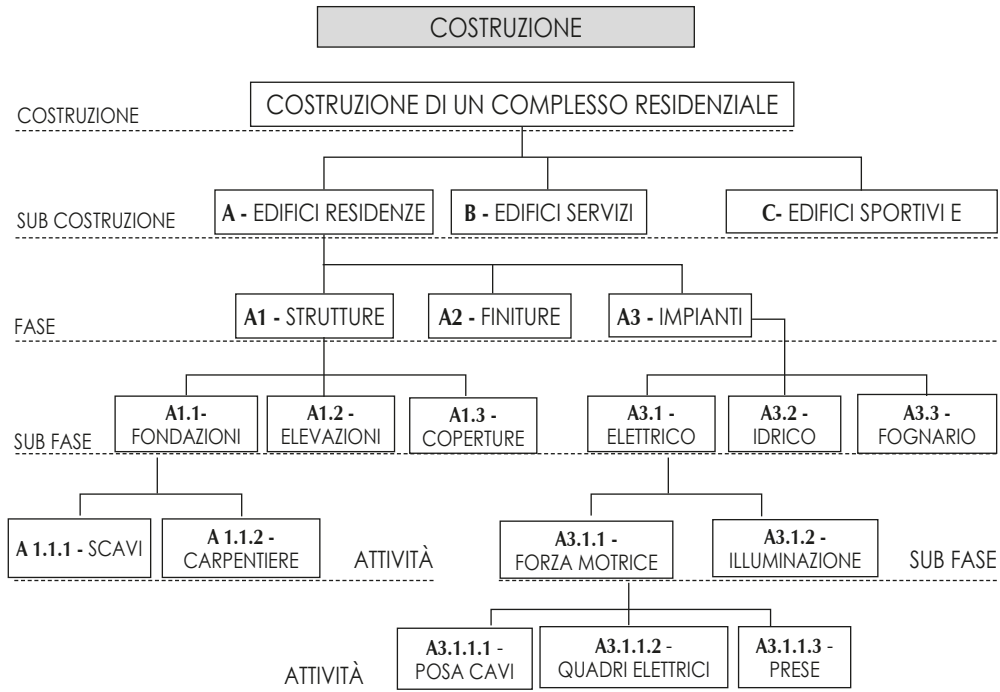 COSTRUZIONE
COSTRUZIONE DI UN COMPLESSO RESIDENZIALE
COSTRUZIONE
A - EDIFICI RESIDENZE
B - EDIFICI SERVIZI
C- EDIFICI SPORTIVI E
SUB COSTRUZIONE
A1 - STRUTTURE
A2 - FINITURE
A3 - IMPIANTI
FASE
A1.1-
FONDAZIONI
A1.2 -
ELEVAZIONI
A1.3 -
COPERTURE
A3.1 -
ELETTRICO
A3.2 -
IDRICO
A3.3 -
FOGNARIO
SUB FASE
A 1.1.1 - SCAVI
A 1.1.2 -
CARPENTIERE
ATTIVITÀ
A3.1.1 -
FORZA MOTRICE
A3.1.2 -
ILLUMINAZIONE
SUB FASE
A3.1.1.1 -
POSA CAVI
A3.1.1.2 -
QUADRI ELETTRICI
A3.1.1.3 -
PRESE
ATTIVITÀ